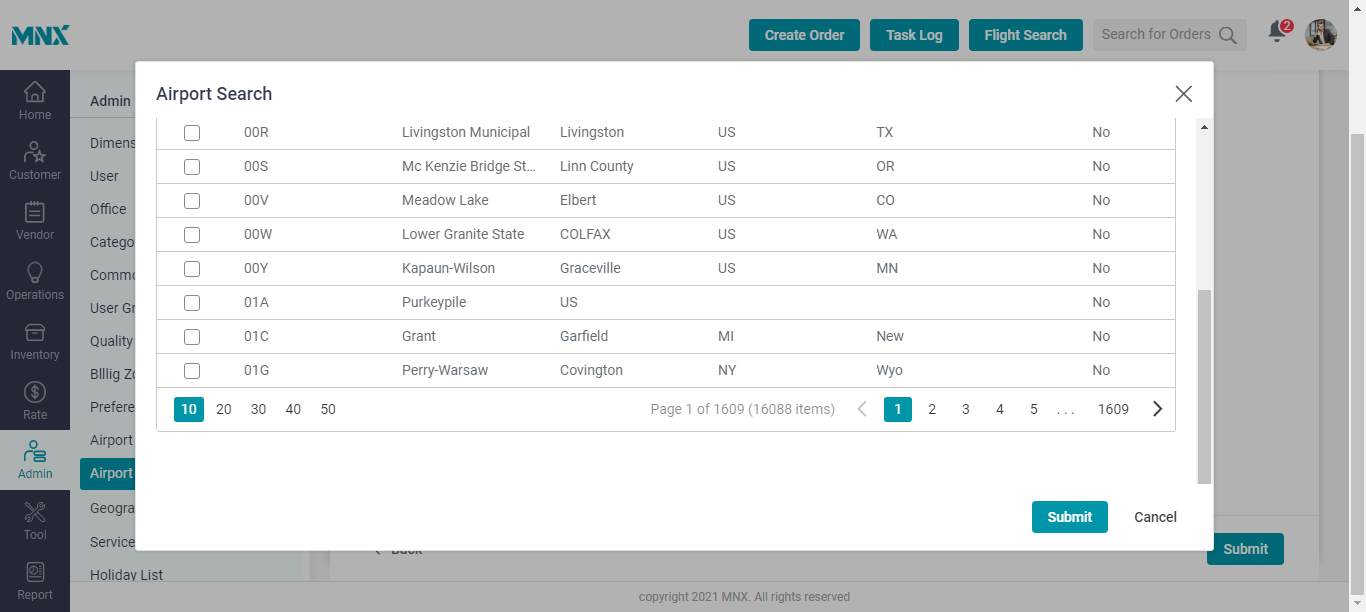 MNX
Create Order
Task Log
Flight Search
Search for Orders
2
Home
Customer
Vendor
Operations
Inventory
Rate
Admin
Tool
Report
Admin
Dimens
User
Office
Catego
Commo
User Gr
Quality
Blllig Zo
Prefere
Airport
Airport
Geogra
Service
Holiday List
Airport Search
00R Livingston Municipal Livingston US TX No
00S Mc Kenzie Bridge St... Linn County US OR No
00V Meadow Lake Elbert US CO No
00W Lower Granite State COLFAX US WA No
00Y Kapaun-Wilson Graceville US MN No
01A Purkeypile US No
01C Grant Garfield MI New No
01G Perry-Warsaw Covington NY Wyo No
10 20 30 40 50 Page 1 of 1609 (16088 items) 1 2 3 4 5 ... 1609
Submit Cancel
Back Submit
copyright 2021 MNX. All rights reserved